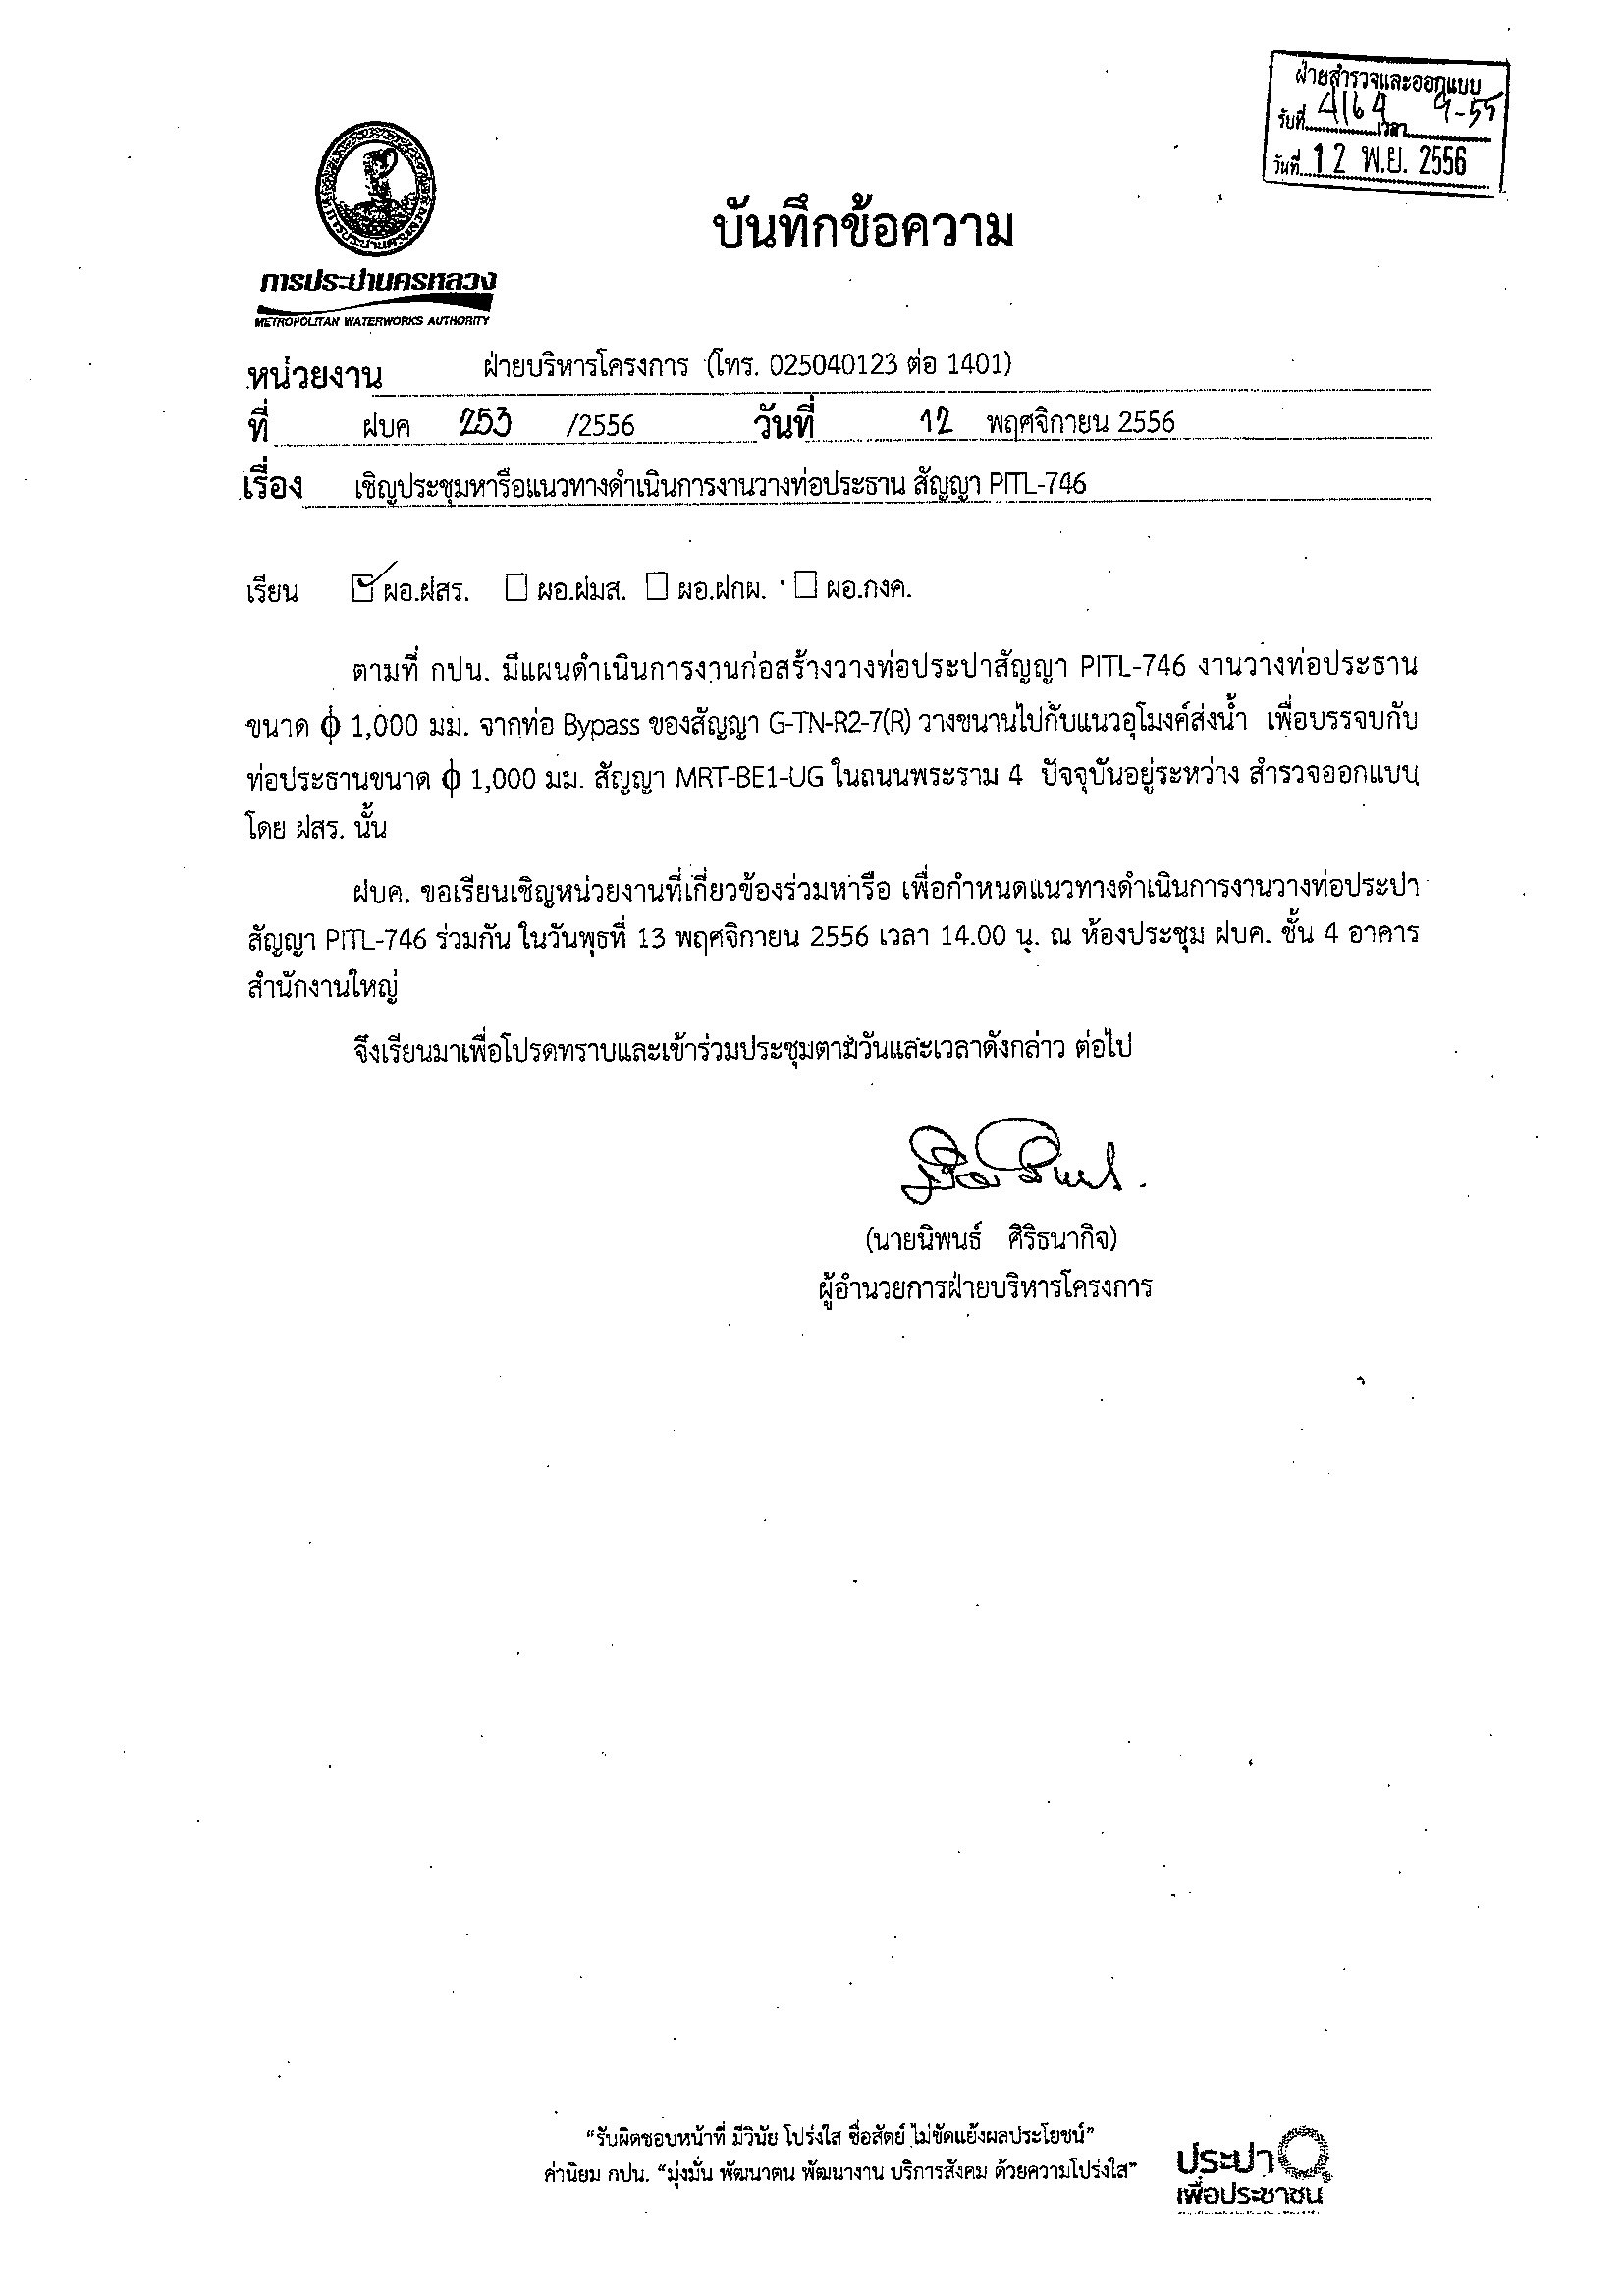 ฝ่ายสำรวจและออกแบบ
รับที่ 4164 เวลา 9-55
วันที่ 12 พ.ย. 2556
บันทึกข้อความ
การประปานครหลวง
METROPOLITAN WATERWORKS AUTHORITY
หน่วยงาน ฝ่ายบริหารโครงการ (โทร. 025040123 ต่อ 1401)
ที่ ฝบค 253 /2556 วันที่ 12 พฤศจิกายน 2556
เรื่อง เชิญประชุมหารือแนวทางดำเนินการงานวางท่อประธาน สัญญา PITL-746
เรียน ☑ ผอ.ฝสร. ☐ ผอ.ฝมส. ☐ ผอ.ฝกผ. ☐ ผอ.กงค.
ตามที่ กปน. มีแผนดำเนินการงานก่อสร้างวางท่อประปาสัญญา PITL-746 งานวางท่อประธาน
ขนาด ф 1,000 มม. จากท่อ Bypass ของสัญญา G-TN-R2-7(R) วางขนานไปกับแนวอุโมงค์ส่งน้ำ เพื่อบรรจบกับ
ท่อประธานขนาด ф 1,000 มม. สัญญา MRT-BE1-UG ในถนนพระราม 4 ปัจจุบันอยู่ระหว่าง สำรวจออกแบบ
โดย ฝสร. นั้น
ฝบค. ขอเรียนเชิญหน่วยงานที่เกี่ยวข้องร่วมหารือ เพื่อกำหนดแนวทางดำเนินการงานวางท่อประปา
สัญญา PITL-746 ร่วมกัน ในวันพุธที่ 13 พฤศจิกายน 2556 เวลา 14.00 น. ณ ห้องประชุม ฝบค. ชั้น 4 อาคาร
สำนักงานใหญ่
จึงเรียนมาเพื่อโปรดทราบและเข้าร่วมประชุมตามวันและเวลาดังกล่าว ต่อไป
(นายนิพนธ์ ศิริธนากิจ)
ผู้อำนวยการฝ่ายบริหารโครงการ
“รับผิดชอบหน้าที่ มีวินัย โปร่งใส ซื่อสัตย์ ไม่ขัดแย้งผลประโยชน์”
ค่านิยม กปน. “มุ่งมั่น พัฒนาตน พัฒนางาน บริการสังคม ด้วยความโปร่งใส”
ประปา
เพื่อประชาชน